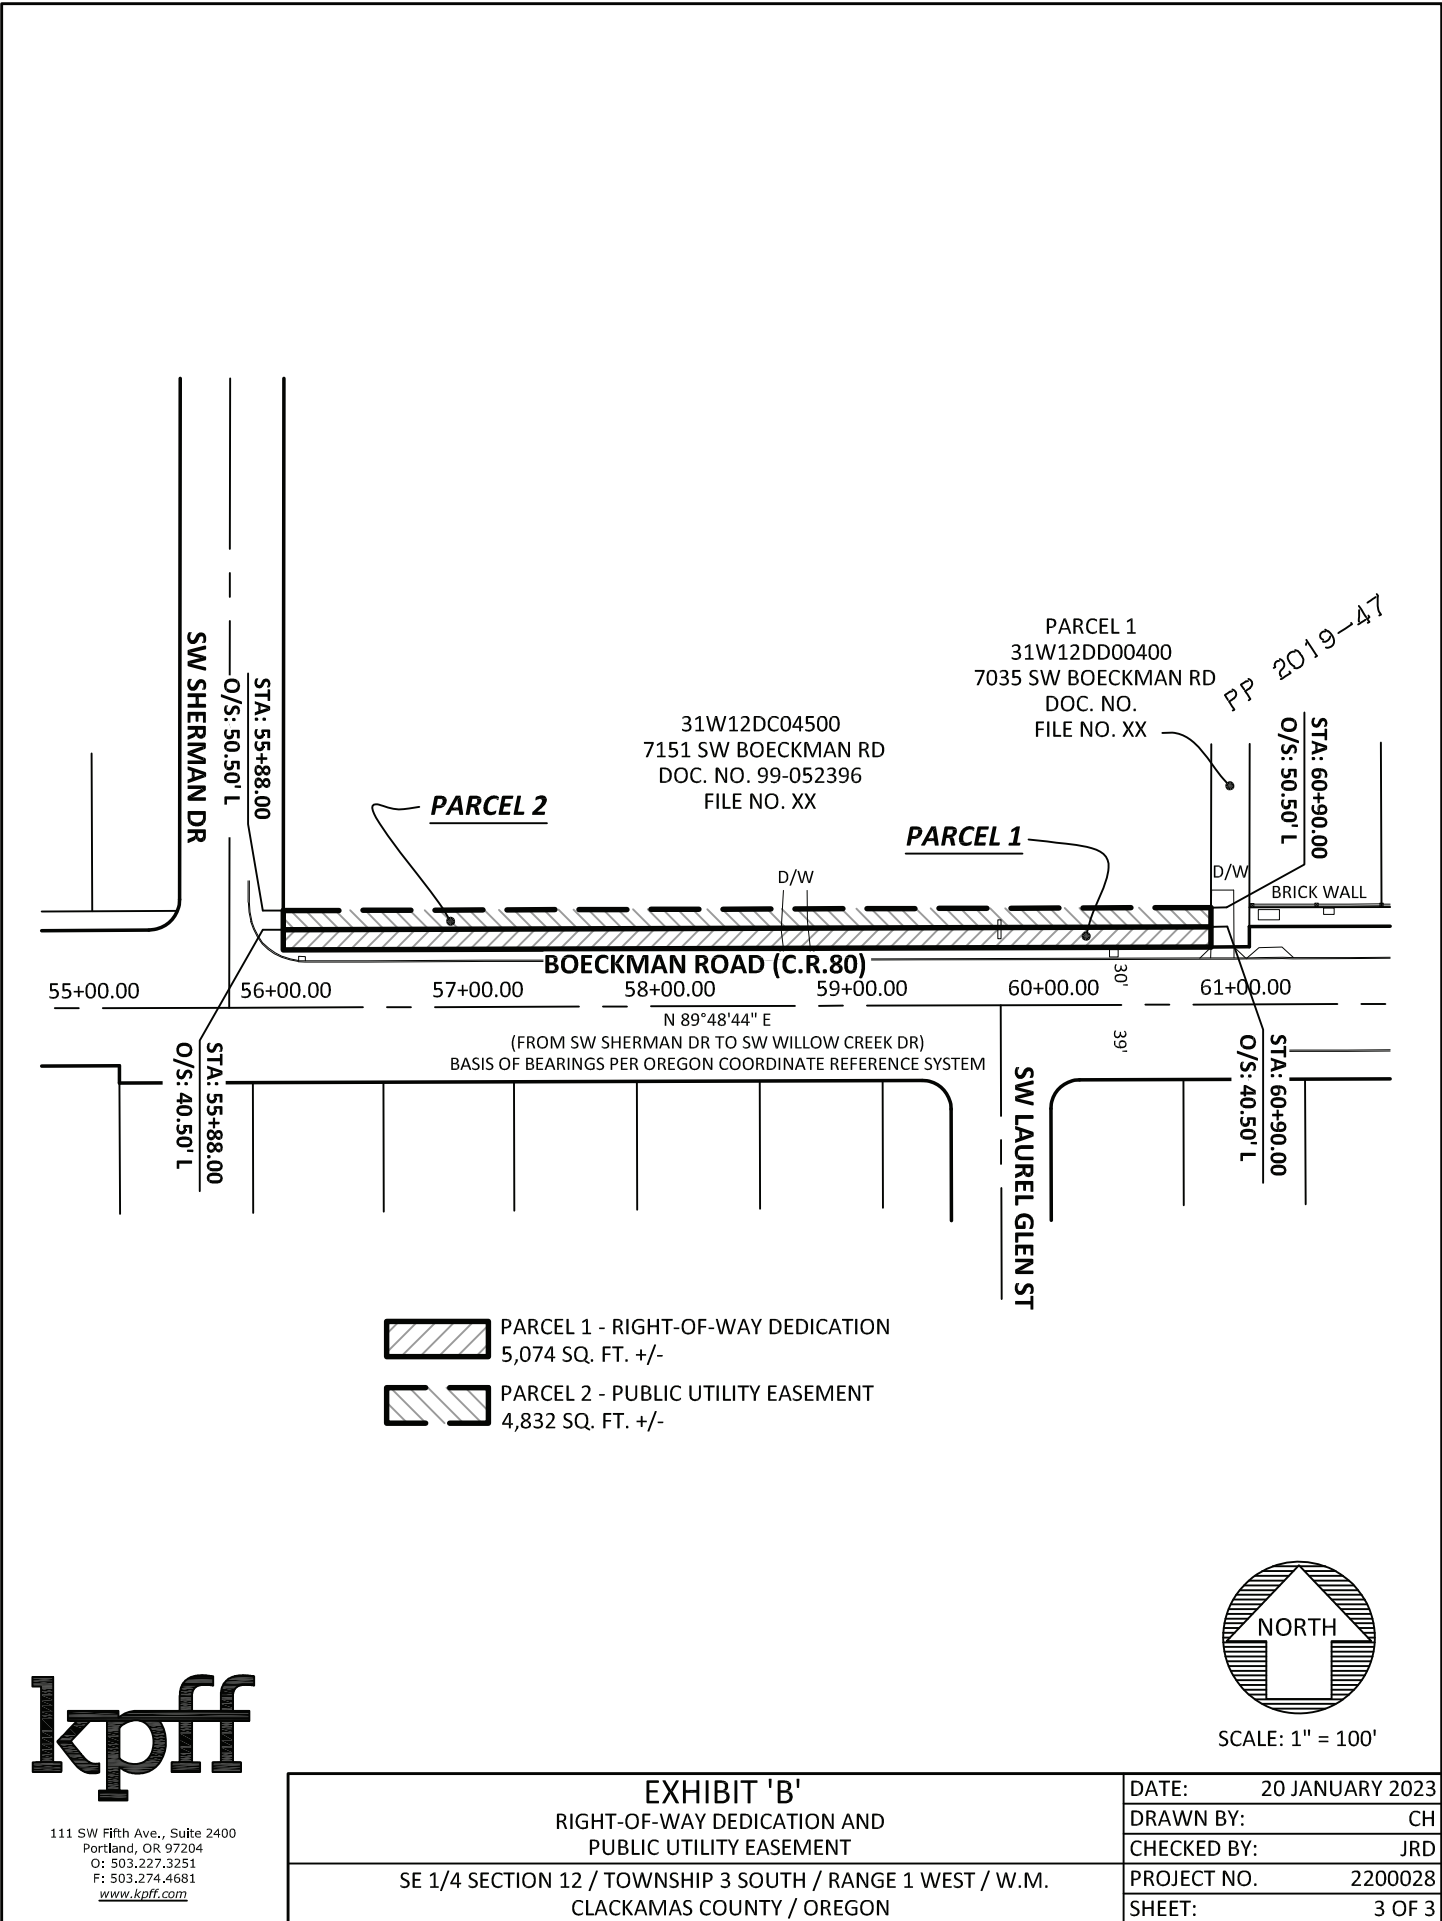 PARCEL 1
31W12DD00400
7035 SW BOECKMAN RD
DOC. NO.
FILE NO. XX
PP 2019-47
SW SHERMAN DR
STA: 55+88.00
O/S: 50.50' L
31W12DC04500
7151 SW BOECKMAN RD
DOC. NO. 99-052396
FILE NO. XX
STA: 60+90.00
O/S: 50.50' L
PARCEL 2
PARCEL 1
D/W
D/W
BRICK WALL
BOECKMAN ROAD (C.R.80)
30'
55+00.00
56+00.00
57+00.00
58+00.00
59+00.00
60+00.00
61+00.00
N 89°48'44" E
(FROM SW SHERMAN DR TO SW WILLOW CREEK DR)
BASIS OF BEARINGS PER OREGON COORDINATE REFERENCE SYSTEM
39'
STA: 55+88.00
O/S: 40.50' L
STA: 60+90.00
O/S: 40.50' L
SW LAUREL GLEN ST
PARCEL 1 - RIGHT-OF-WAY DEDICATION
5,074 SQ. FT. +/-
PARCEL 2 - PUBLIC UTILITY EASEMENT
4,832 SQ. FT. +/-
NORTH
SCALE: 1" = 100'
kpff
111 SW Fifth Ave., Suite 2400
Portland, OR 97204
O: 503.227.3251
F: 503.274.4681
www.kpff.com
EXHIBIT 'B'
RIGHT-OF-WAY DEDICATION AND
PUBLIC UTILITY EASEMENT
SE 1/4 SECTION 12 / TOWNSHIP 3 SOUTH / RANGE 1 WEST / W.M.
CLACKAMAS COUNTY / OREGON
DATE: 20 JANUARY 2023
DRAWN BY: CH
CHECKED BY: JRD
PROJECT NO. 2200028
SHEET: 3 OF 3